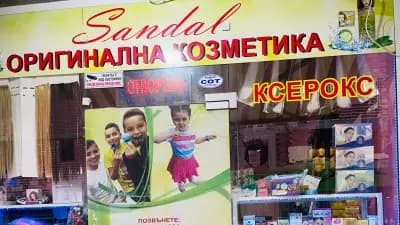 Sandal
ОРИГИНАЛНА КОЗМЕТИКА
ОТВОРЕНО
СОТ
КСЕРОКС
ПОЗВЪНЕТЕ: